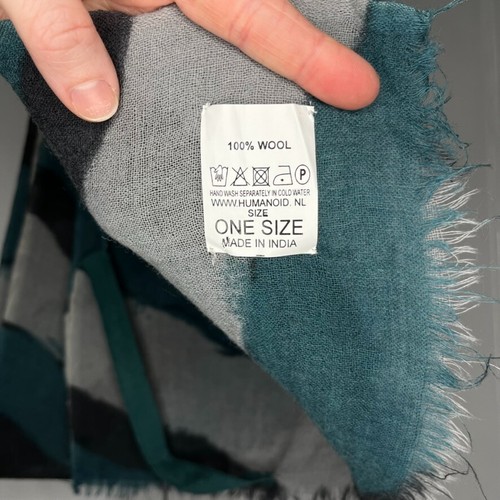 100% WOOL
P
HAND WASH SEPARATELY IN COLD WATER
WWW.HUMANOID.NL
SIZE
ONE SIZE
MADE IN INDIA